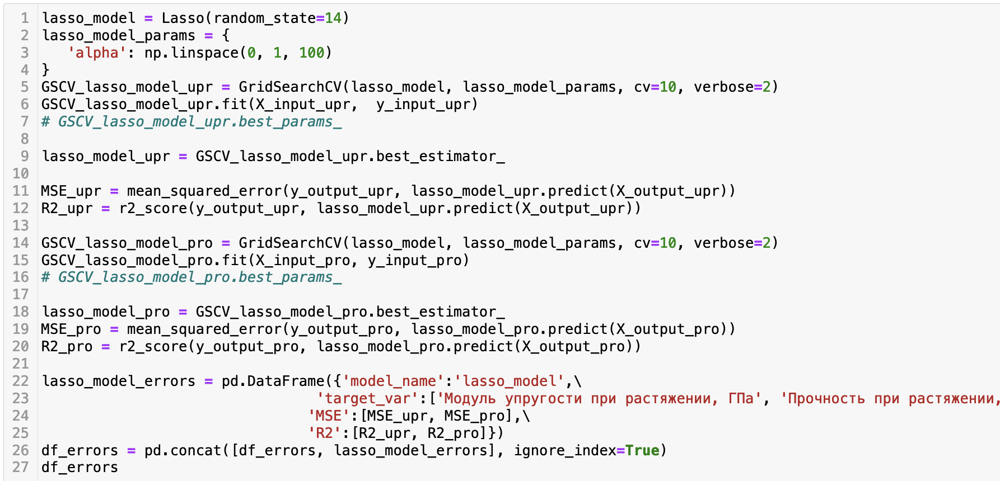 1 lasso_model = Lasso(random_state=14)
2 lasso_model_params = {
3    'alpha': np.linspace(0, 1, 100)
4 }
5 GSCV_lasso_model_upr = GridSearchCV(lasso_model, lasso_model_params, cv=10, verbose=2)
6 GSCV_lasso_model_upr.fit(X_input_upr,  y_input_upr)
7 # GSCV_lasso_model_upr.best_params_
8
9 lasso_model_upr = GSCV_lasso_model_upr.best_estimator_
10
11 MSE_upr = mean_squared_error(y_output_upr, lasso_model_upr.predict(X_output_upr))
12 R2_upr = r2_score(y_output_upr, lasso_model_upr.predict(X_output_upr))
13
14 GSCV_lasso_model_pro = GridSearchCV(lasso_model, lasso_model_params, cv=10, verbose=2)
15 GSCV_lasso_model_pro.fit(X_input_pro, y_input_pro)
16 # GSCV_lasso_model_pro.best_params_
17
18 lasso_model_pro = GSCV_lasso_model_pro.best_estimator_
19 MSE_pro = mean_squared_error(y_output_pro, lasso_model_pro.predict(X_output_pro))
20 R2_pro = r2_score(y_output_pro, lasso_model_pro.predict(X_output_pro))
21
22 lasso_model_errors = pd.DataFrame({'model_name':'lasso_model',\
23                                 'target_var':['Модуль упругости при растяжении, ГПа', 'Прочность при растяжении,
24                                'MSE':[MSE_upr, MSE_pro],\
25                                'R2':[R2_upr, R2_pro]})
26 df_errors = pd.concat([df_errors, lasso_model_errors], ignore_index=True)
27 df_errors